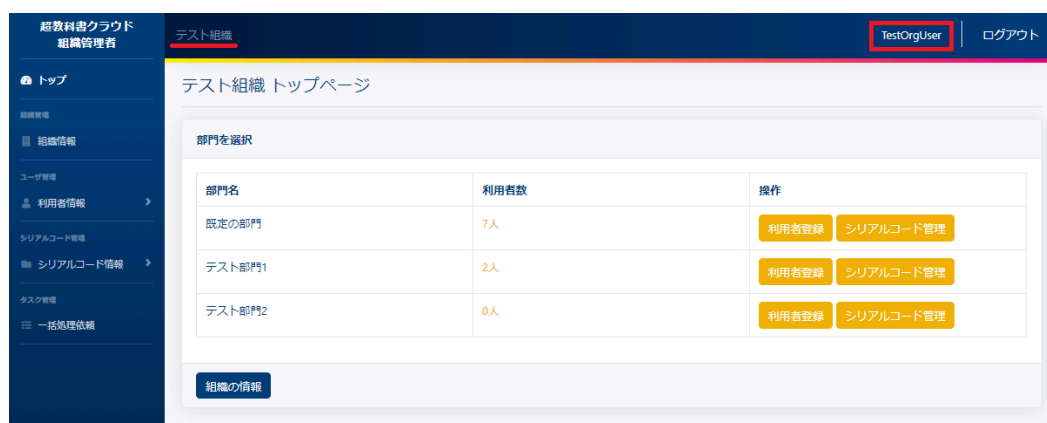 超教科書クラウド
組織管理者
テスト組織
TestOrgUser
ログアウト
トップ
組織管理
組織情報
ユーザ管理
利用者情報
シリアルコード管理
シリアルコード情報
タスク管理
一括処理依頼
テスト組織 トップページ
部門を選択
部門名 利用者数 操作
既定の部門 7人 利用者登録 シリアルコード管理
テスト部門1 2人 利用者登録 シリアルコード管理
テスト部門2 0人 利用者登録 シリアルコード管理
組織の情報